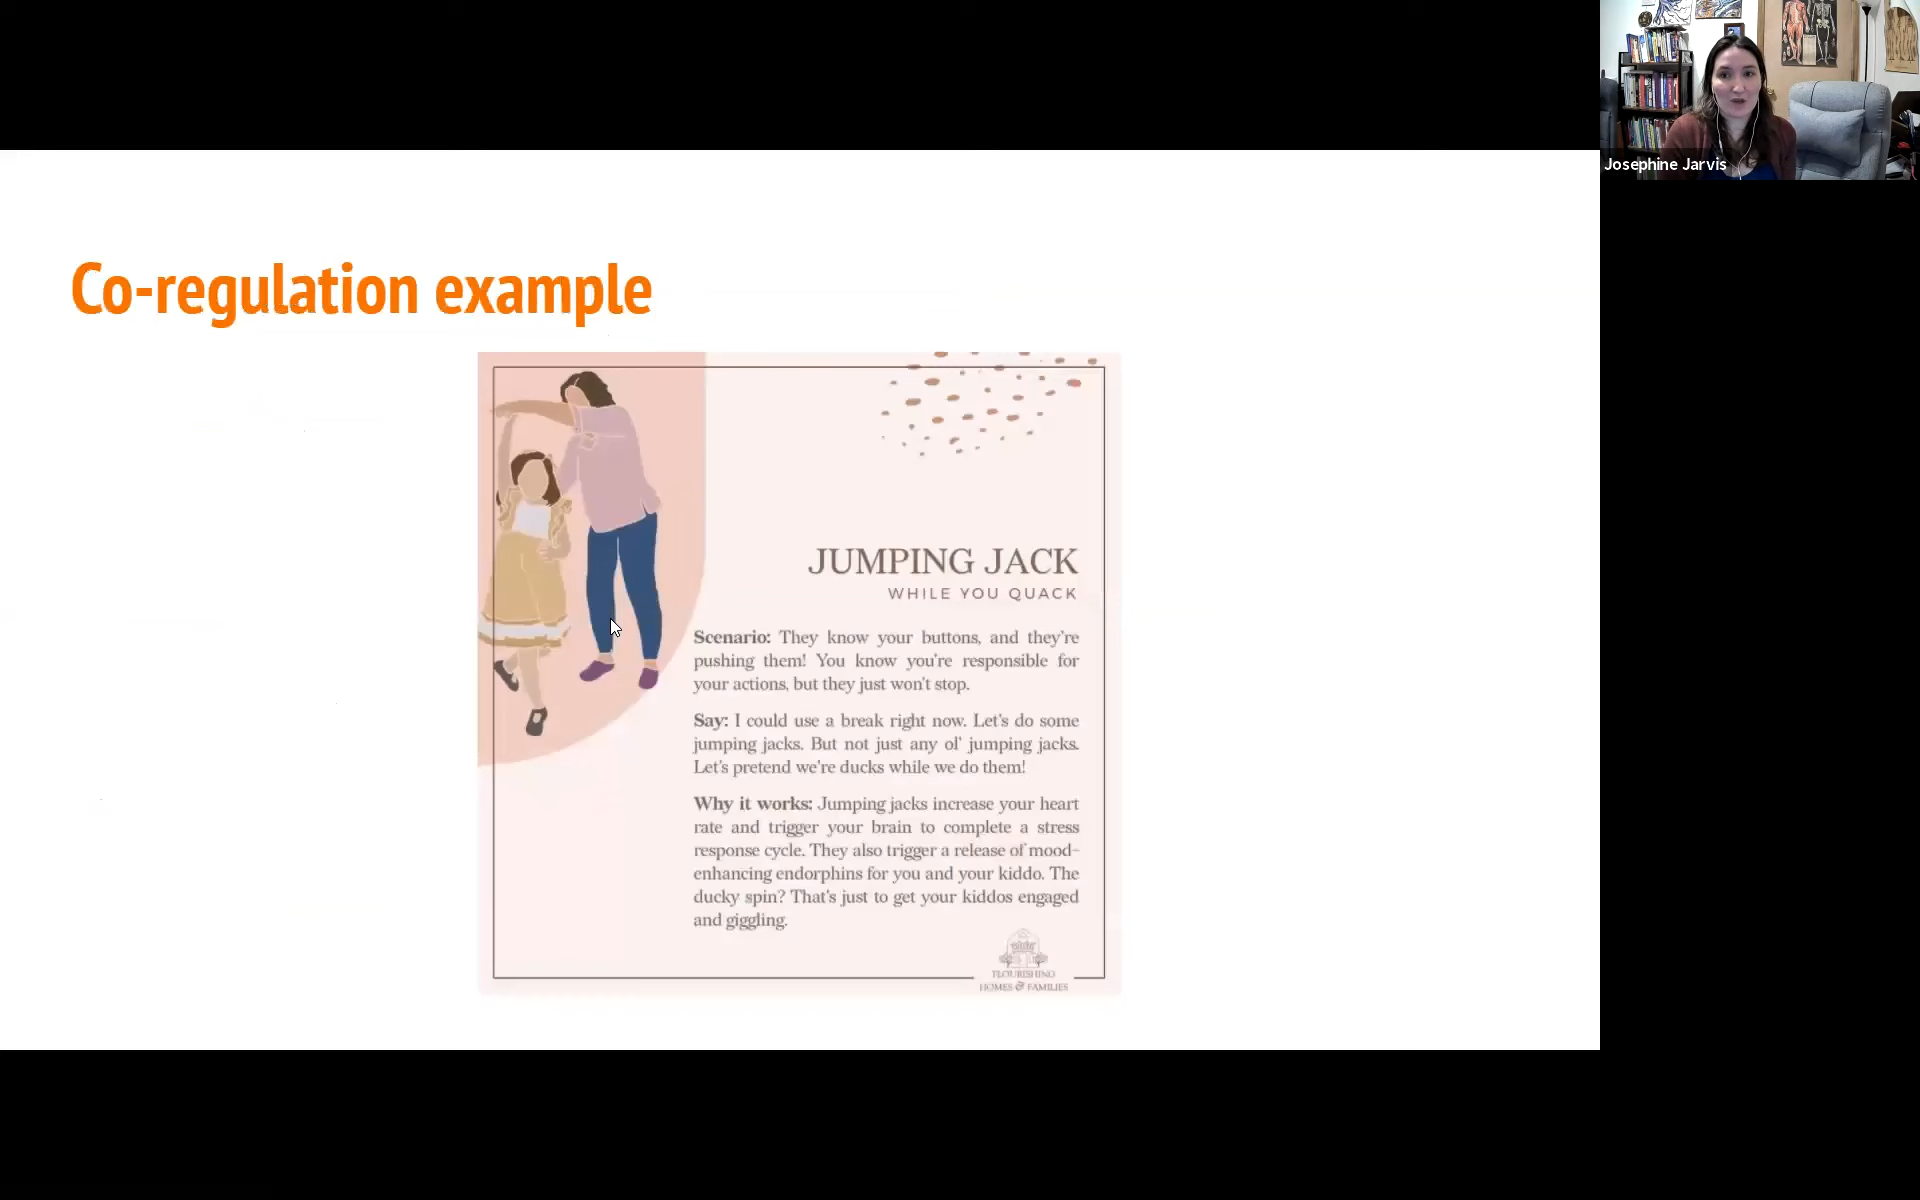 Josephine Jarvis
Co-regulation example
JUMPING JACK
WHILE YOU QUACK
Scenario: They know your buttons, and they're
pushing them! You know you're responsible for
your actions, but they just won't stop.
Say: I could use a break right now. Let's do some
jumping jacks. But not just any ol' jumping jacks.
Let's pretend we're ducks while we do them!
Why it works: Jumping jacks increase your heart
rate and trigger your brain to complete a stress
response cycle. They also trigger a release of mood-
enhancing endorphins for you and your kiddo. The
ducky spin? That's just to get your kiddos engaged
and giggling.
FLOURISHING
HOMES & FAMILIES